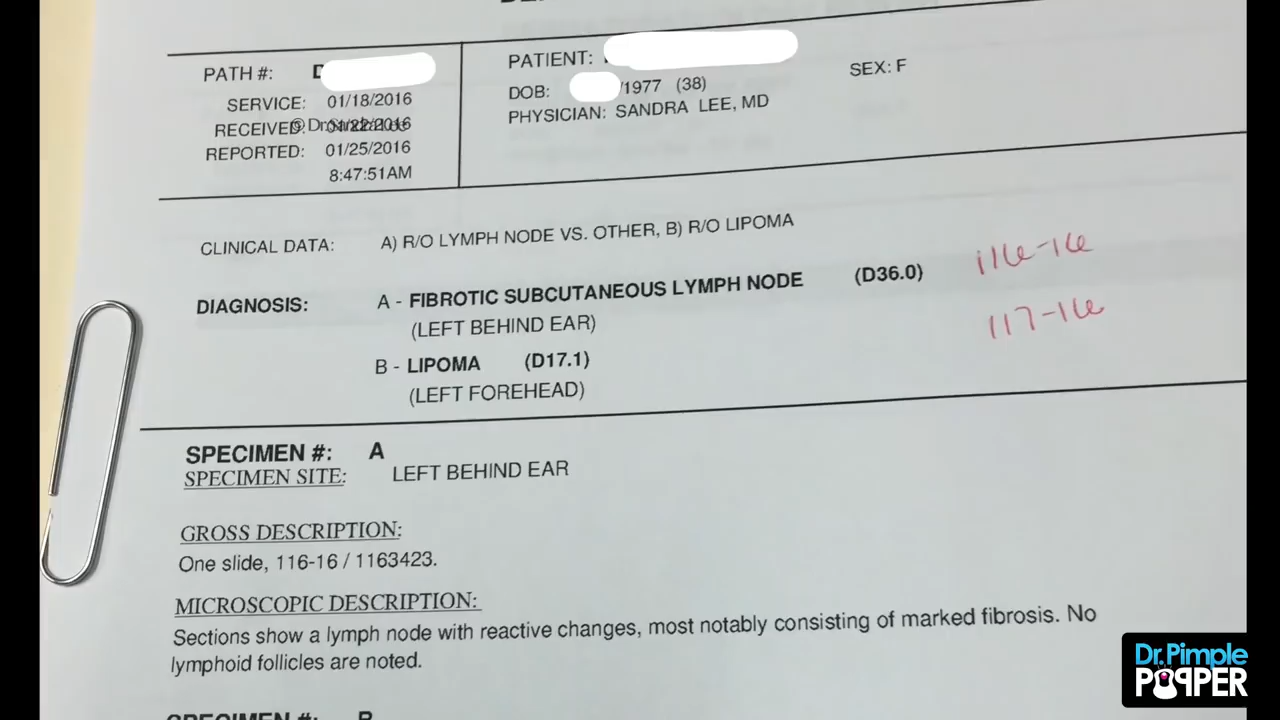 PATH #:
SERVICE: 01/18/2016
RECEIVED: 01/22/2016
REPORTED: 01/25/2016
8:47:51AM
PATIENT:
DOB: /1977 (38)
PHYSICIAN: SANDRA LEE, MD
SEX: F
CLINICAL DATA: A) R/O LYMPH NODE VS. OTHER, B) R/O LIPOMA
DIAGNOSIS: A - FIBROTIC SUBCUTANEOUS LYMPH NODE (D36.0)
(LEFT BEHIND EAR)
B - LIPOMA (D17.1)
(LEFT FOREHEAD)
116-16
117-16
SPECIMEN #: A
SPECIMEN SITE: LEFT BEHIND EAR
GROSS DESCRIPTION:
One slide, 116-16 / 1163423.
MICROSCOPIC DESCRIPTION:
Sections show a lymph node with reactive changes, most notably consisting of marked fibrosis. No
lymphoid follicles are noted.
SPECIMEN #: B
Dr. Pimple
POPPER